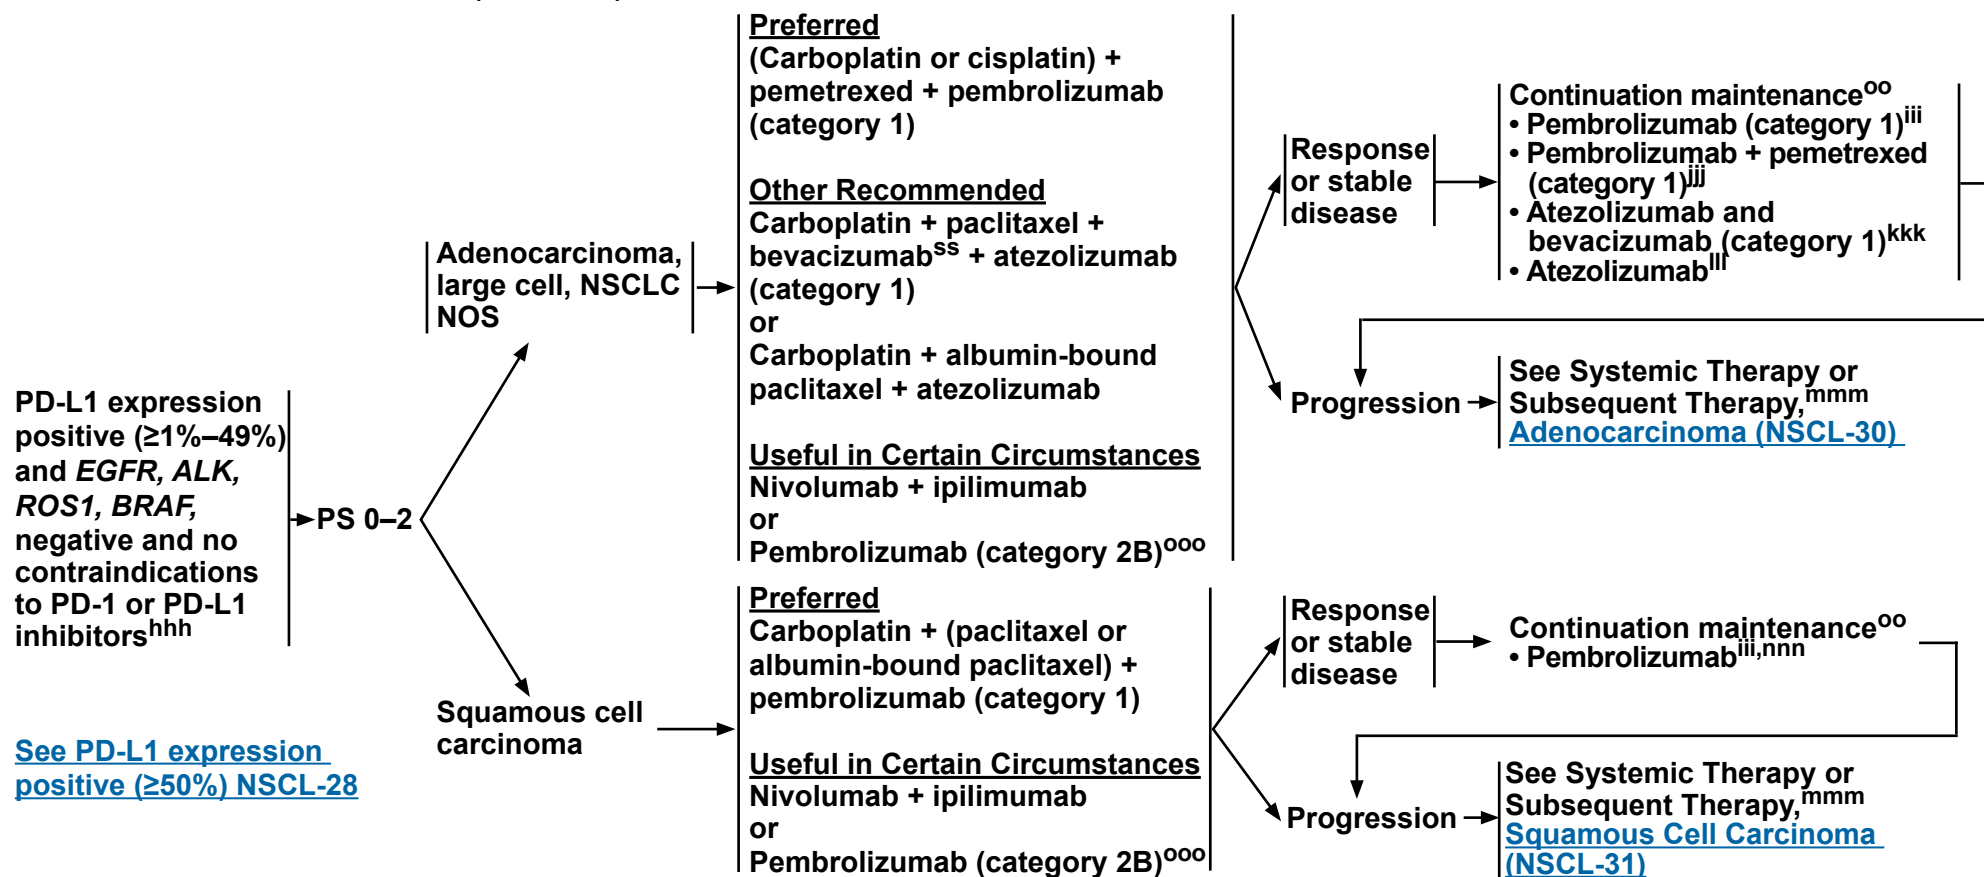 PD-L1 expression
positive (≥1%–49%)
and EGFR, ALK,
ROS1, BRAF,
negative and no
contraindications
to PD-1 or PD-L1
inhibitorshhh
See PD-L1 expression
positive (≥50%) NSCL-28
PS 0–2
Adenocarcinoma,
large cell, NSCLC
NOS
Preferred
(Carboplatin or cisplatin) +
pemetrexed + pembrolizumab
(category 1)
Other Recommended
Carboplatin + paclitaxel +
bevacizumabss + atezolizumab
(category 1)
or
Carboplatin + albumin-bound
paclitaxel + atezolizumab
Useful in Certain Circumstances
Nivolumab + ipilimumab
or
Pembrolizumab (category 2B)ooo
Response
or stable
disease
Continuation maintenanceoo
• Pembrolizumab (category 1)iii
• Pembrolizumab + pemetrexed
(category 1)jjj
• Atezolizumab and
bevacizumab (category 1)kkk
• Atezolizumablll
Progression
See Systemic Therapy or
Subsequent Therapy,mmm
Adenocarcinoma (NSCL-30)
Squamous cell
carcinoma
Preferred
Carboplatin + (paclitaxel or
albumin-bound paclitaxel) +
pembrolizumab (category 1)
Useful in Certain Circumstances
Nivolumab + ipilimumab
or
Pembrolizumab (category 2B)ooo
Response
or stable
disease
Continuation maintenanceoo
• Pembrolizumabiii,nnn
Progression
See Systemic Therapy or
Subsequent Therapy,mmm
Squamous Cell Carcinoma
(NSCL-31)